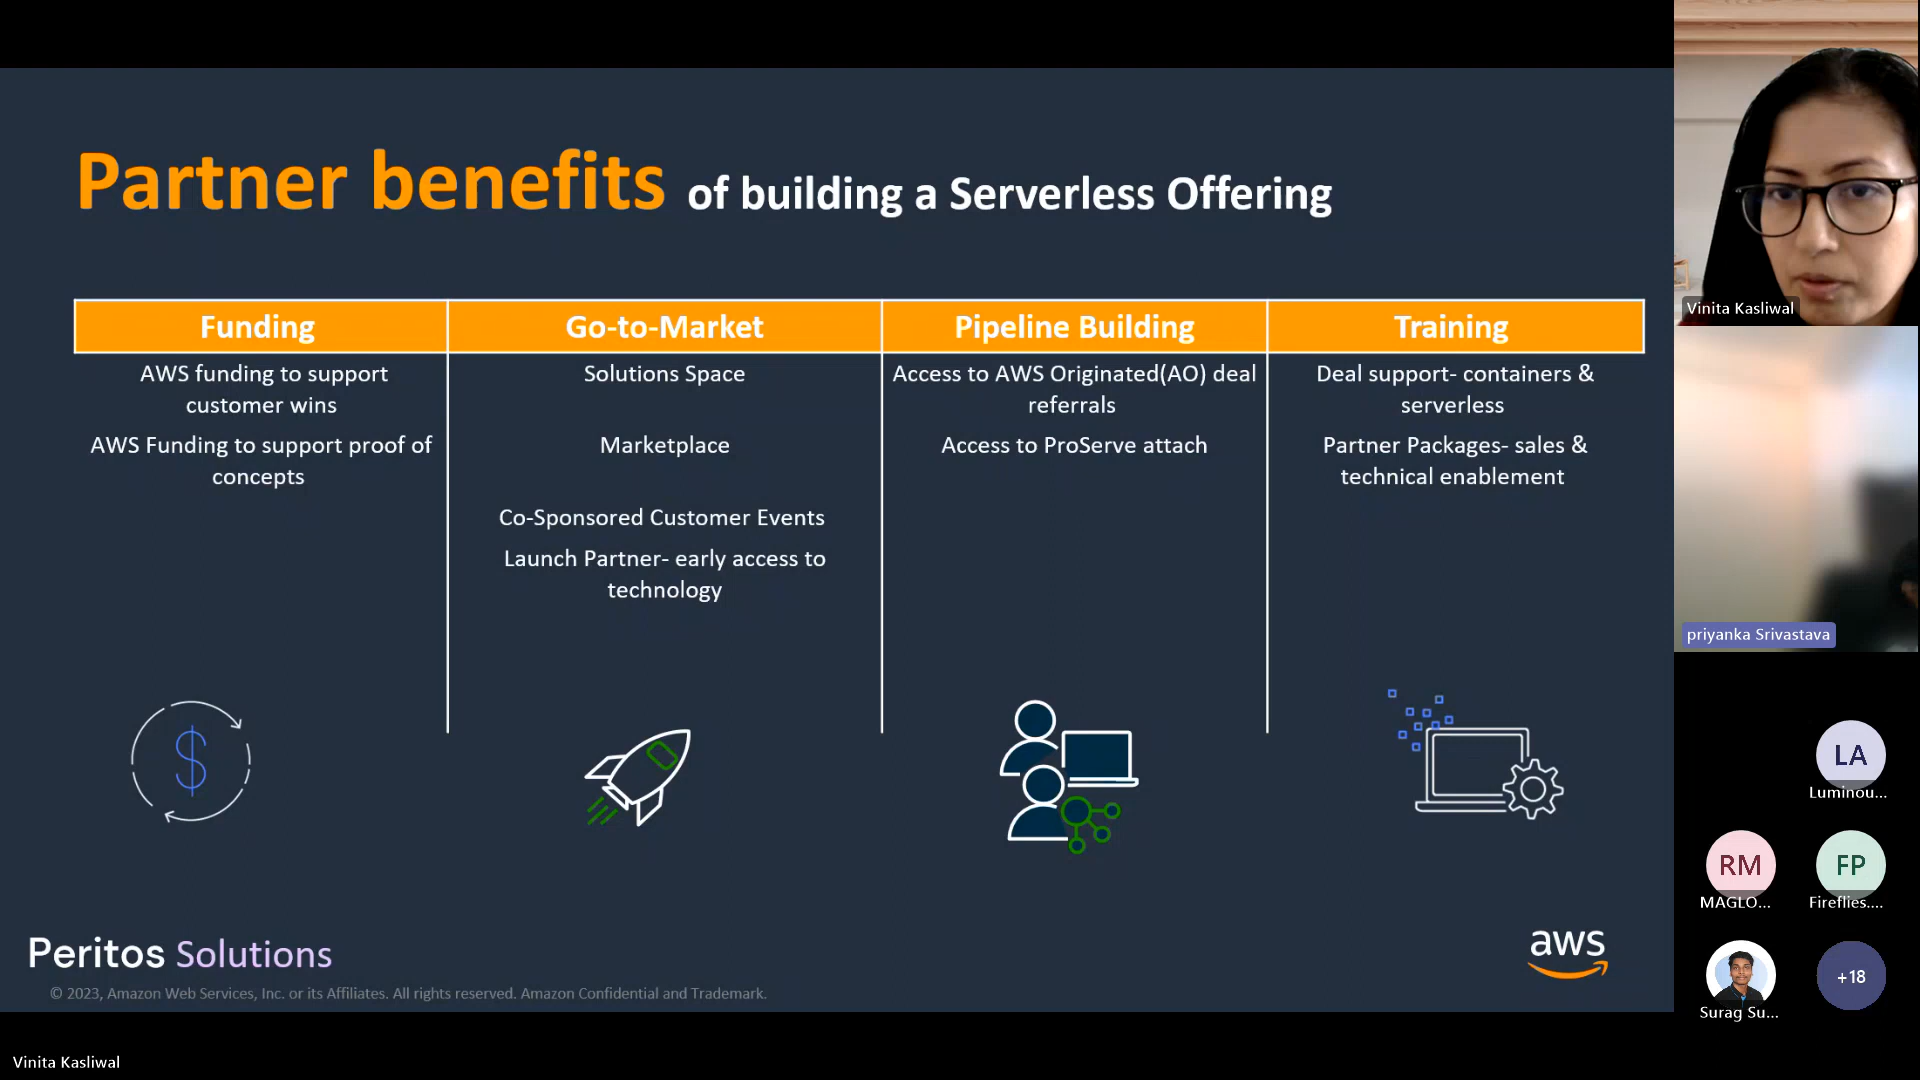 Partner benefits of building a Serverless Offering
Funding
AWS funding to support
customer wins
AWS Funding to support proof of
concepts
Go-to-Market
Solutions Space
Marketplace
Co-Sponsored Customer Events
Launch Partner- early access to
technology
Pipeline Building
Access to AWS Originated(AO) deal
referrals
Access to ProServe attach
Training
Deal support- containers &
serverless
Partner Packages- sales &
technical enablement
$
Peritos Solutions
aws
© 2023, Amazon Web Services, Inc. or its Affiliates. All rights reserved. Amazon Confidential and Trademark.
Vinita Kasliwal
Vinita Kasliwal
priyanka Srivastava
LA
Luminou...
RM
MAGLO...
FP
Fireflies....
Surag Su...
+18